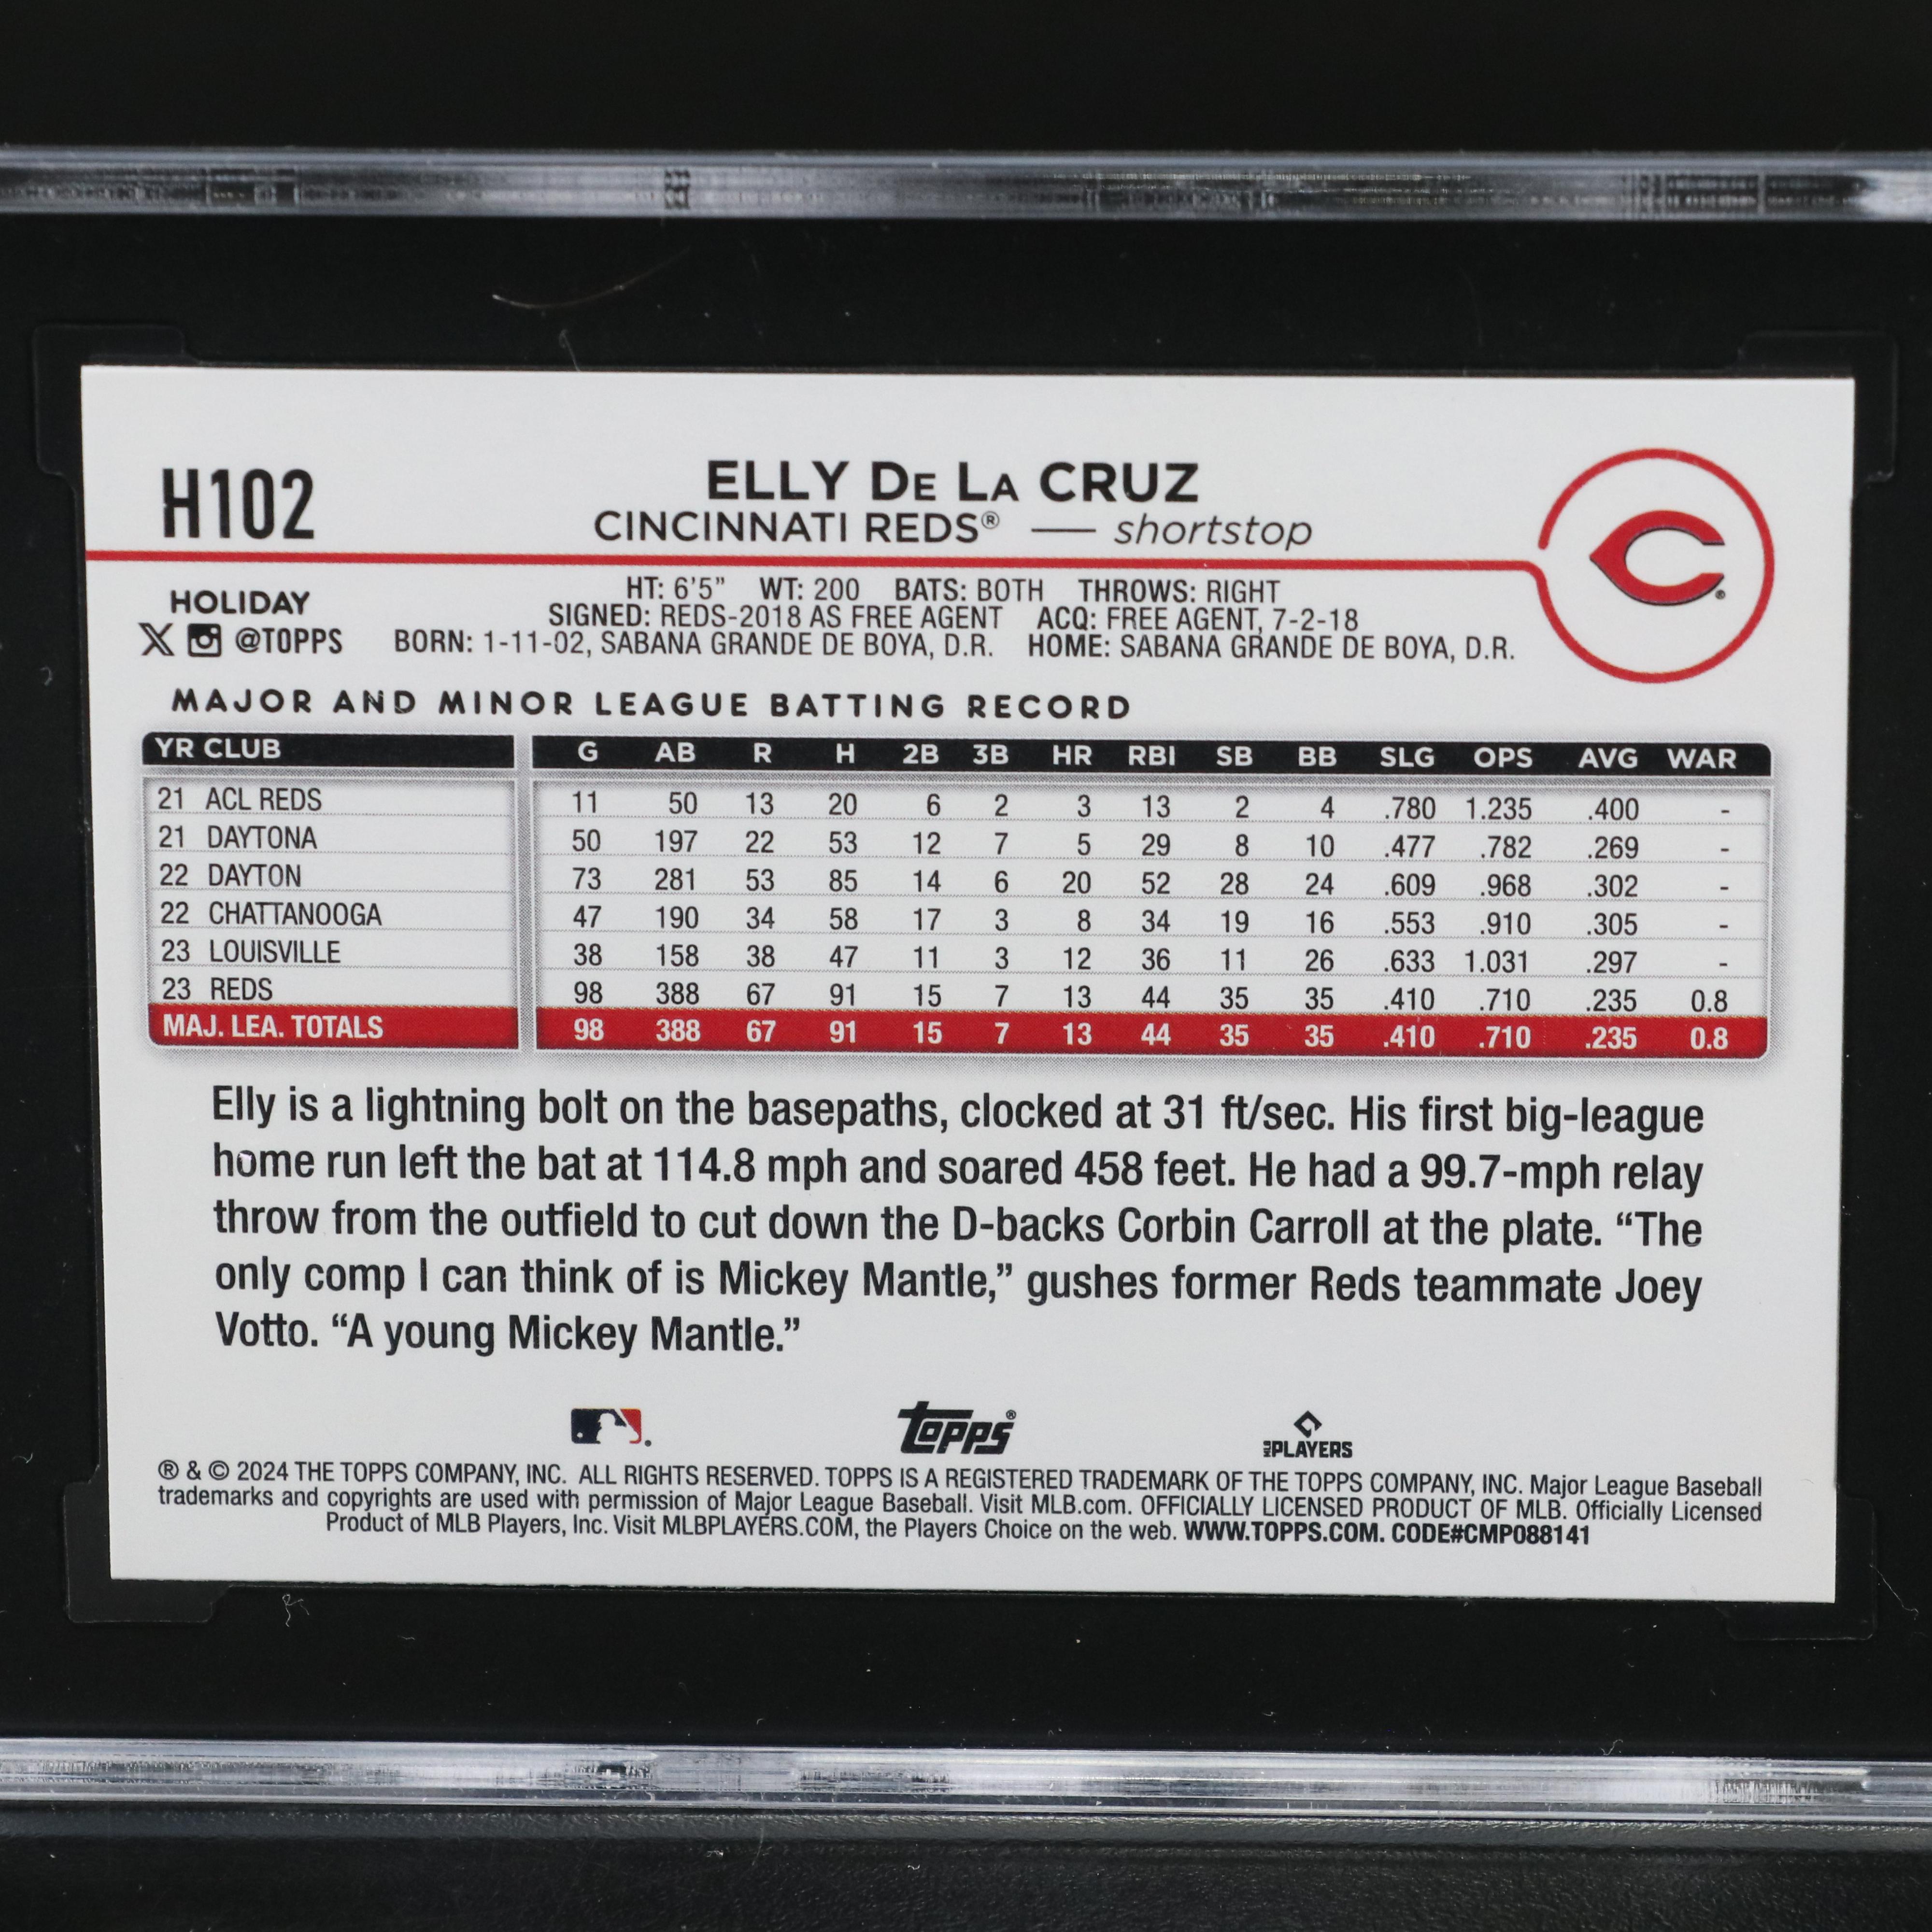 H102
ELLY DE LA CRUZ
CINCINNATI REDS® — shortstop
HOLIDAY
@TOPPS
HT: 6'5” WT: 200 BATS: BOTH THROWS: RIGHT
SIGNED: REDS-2018 AS FREE AGENT ACQ: FREE AGENT, 7-2-18
BORN: 1-11-02, SABANA GRANDE DE BOYA, D.R. HOME: SABANA GRANDE DE BOYA, D.R.
MAJOR AND MINOR LEAGUE BATTING RECORD
YR CLUB G AB R H 2B 3B HR RBI SB BB SLG OPS AVG WAR
21 ACL REDS 11 50 13 20 6 2 3 13 2 4 .780 1.235 .400 -
21 DAYTONA 50 197 22 53 12 7 5 29 8 10 .477 .782 .269 -
22 DAYTON 73 281 53 85 14 6 20 52 28 24 .609 .968 .302 -
22 CHATTANOOGA 47 190 34 58 17 3 8 34 19 16 .553 .910 .305 -
23 LOUISVILLE 38 158 38 47 11 3 12 36 11 26 .633 1.031 .297 -
23 REDS 98 388 67 91 15 7 13 44 35 35 .410 .710 .235 0.8
MAJ. LEA. TOTALS 98 388 67 91 15 7 13 44 35 35 .410 .710 .235 0.8
Elly is a lightning bolt on the basepaths, clocked at 31 ft/sec. His first big-league
home run left the bat at 114.8 mph and soared 458 feet. He had a 99.7-mph relay
throw from the outfield to cut down the D-backs Corbin Carroll at the plate. “The
only comp I can think of is Mickey Mantle,” gushes former Reds teammate Joey
Votto. “A young Mickey Mantle.”
Topps®
MLB PLAYERS
® & © 2024 THE TOPPS COMPANY, INC. ALL RIGHTS RESERVED. TOPPS IS A REGISTERED TRADEMARK OF THE TOPPS COMPANY, INC. Major League Baseball
trademarks and copyrights are used with permission of Major League Baseball. Visit MLB.com. OFFICIALLY LICENSED PRODUCT OF MLB. Officially Licensed
Product of MLB Players, Inc. Visit MLBPLAYERS.COM, the Players Choice on the web. WWW.TOPPS.COM. CODE#CMP088141